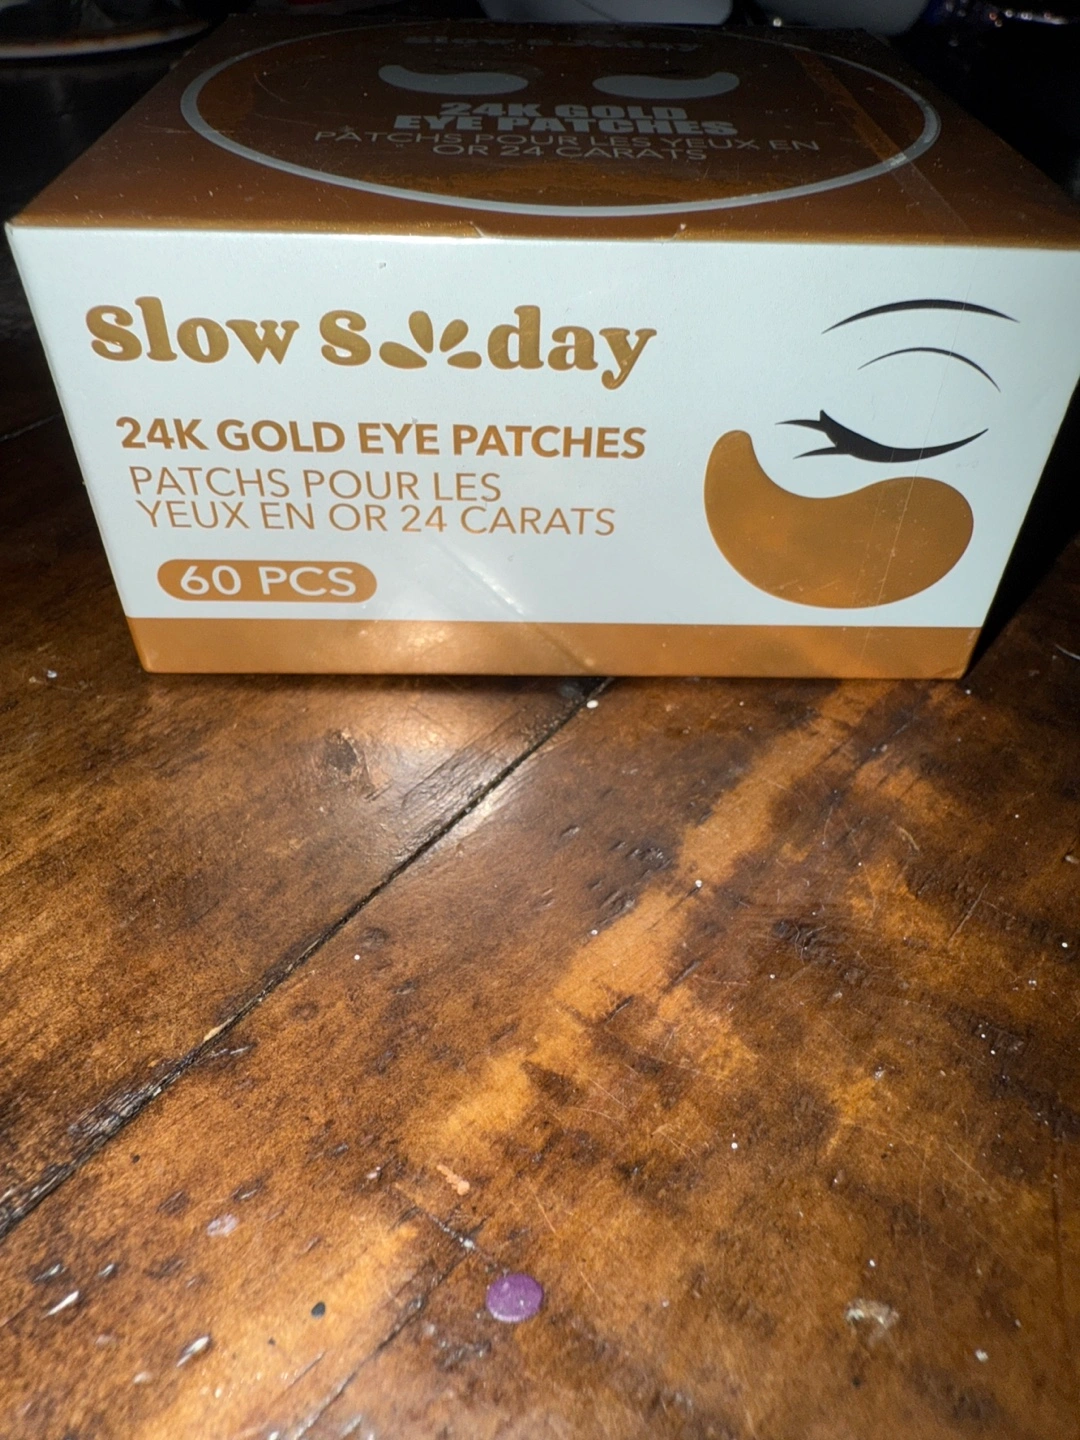 24K GOLD
EYE PATCHES
PATCHS POUR LES YEUX EN
OR 24 CARATS
Slow Sunday
24K GOLD EYE PATCHES
PATCHS POUR LES
YEUX EN OR 24 CARATS
60 PCS